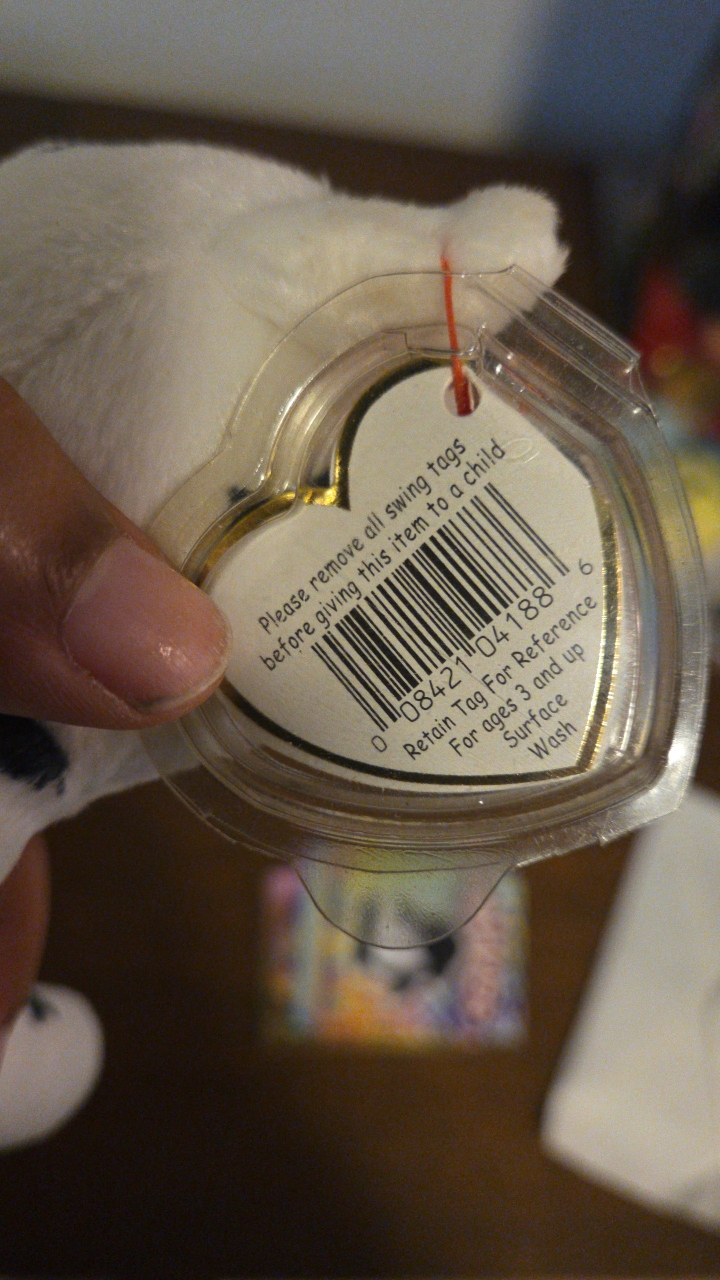 Please remove all swing tags
before giving this item to a child
0 08421 04188 6
Retain Tag For Reference
For ages 3 and up
Surface
Wash